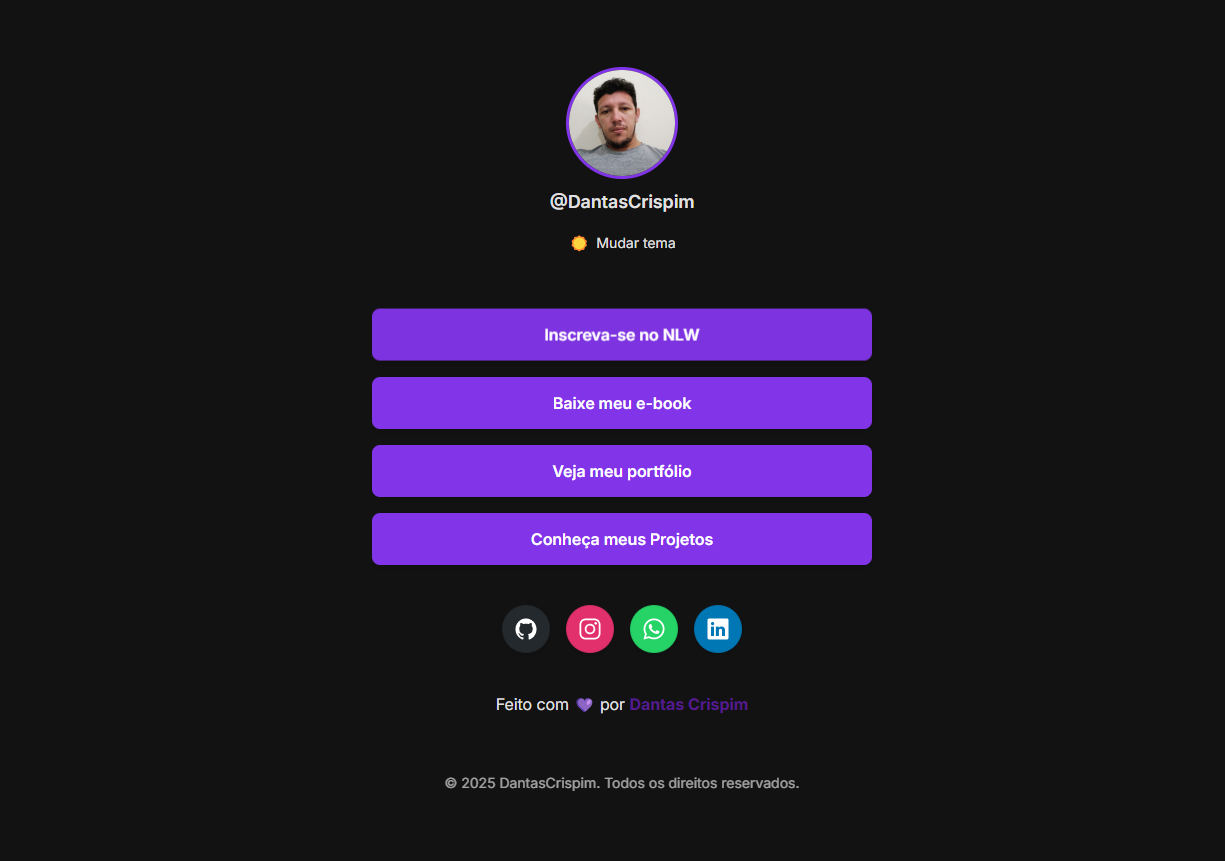 @DantasCrispim
Mudar tema
Inscreva-se no NLW
Baixe meu e-book
Veja meu portfólio
Conheça meus Projetos
Feito com 💜 por Dantas Crispim
© 2025 DantasCrispim. Todos os direitos reservados.